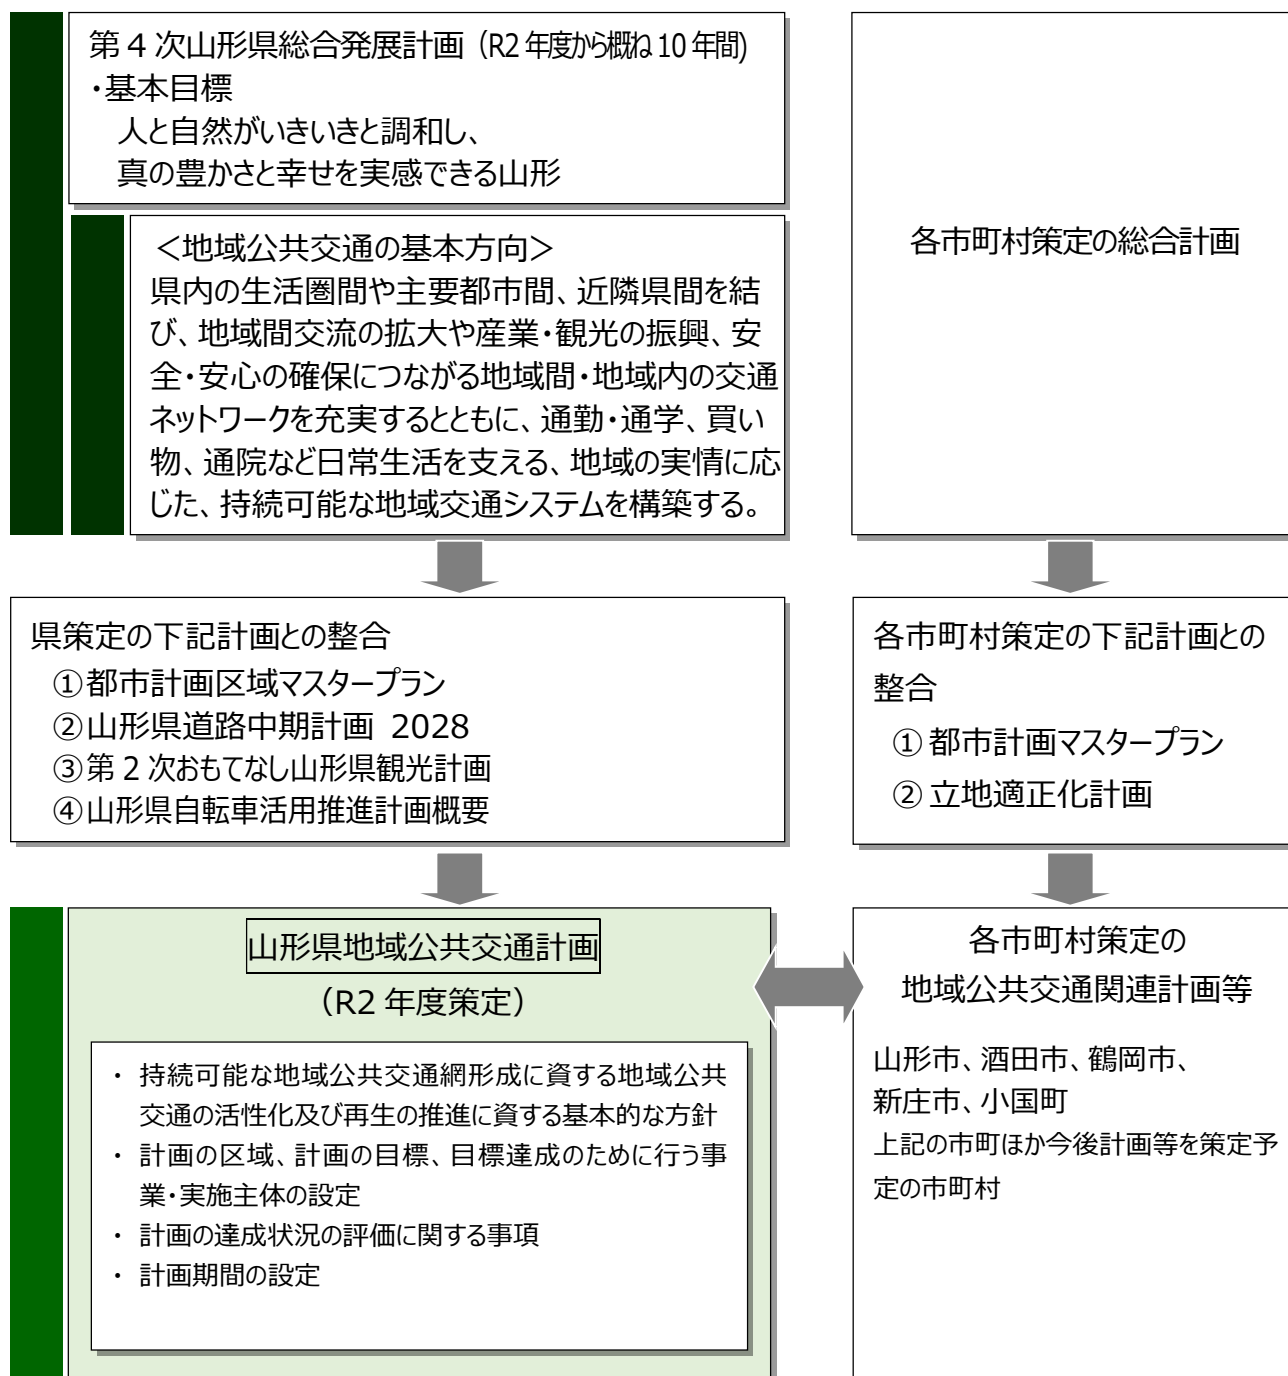 第4次山形県総合発展計画（R2年度から概ね10年間)
・基本目標
人と自然がいきいきと調和し、
真の豊かさと幸せを実感できる山形
＜地域公共交通の基本方向＞
県内の生活圏間や主要都市間、近隣県間を結
び、地域間交流の拡大や産業・観光の振興、安
全・安心の確保につながる地域間・地域内の交通
ネットワークを充実するとともに、通勤・通学、買い
物、通院など日常生活を支える、地域の実情に応
じた、持続可能な地域交通システムを構築する。
各市町村策定の総合計画
県策定の下記計画との整合
①都市計画区域マスタープラン
②山形県道路中期計画 2028
③第2次おもてなし山形県観光計画
④山形県自転車活用推進計画概要
各市町村策定の下記計画との
整合
① 都市計画マスタープラン
② 立地適正化計画
山形県地域公共交通計画
（R2年度策定）
・ 持続可能な地域公共交通網形成に資する地域公共
交通の活性化及び再生の推進に資する基本的な方針
・ 計画の区域、計画の目標、目標達成のために行う事
業・実施主体の設定
・ 計画の達成状況の評価に関する事項
・ 計画期間の設定
各市町村策定の
地域公共交通関連計画等
山形市、酒田市、鶴岡市、
新庄市、小国町
上記の市町ほか今後計画等を策定予
定の市町村